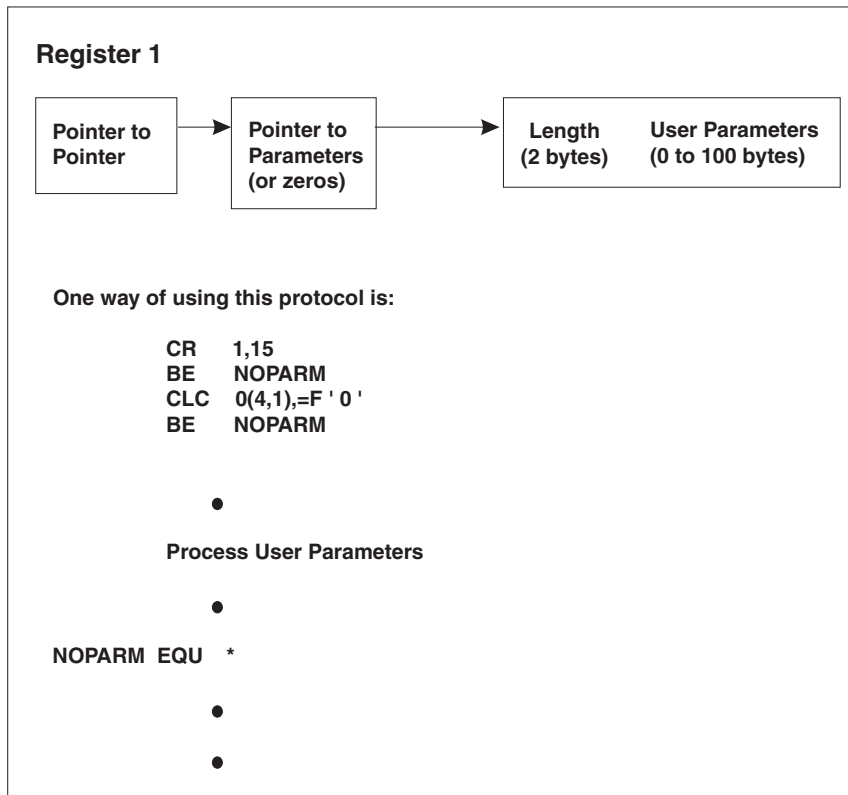 Register 1
Pointer to
Pointer
Pointer to
Parameters
(or zeros)
Length
(2 bytes)
User Parameters
(0 to 100 bytes)
One way of using this protocol is:
CR 1,15
BE NOPARM
CLC 0(4,1),=F ' 0 '
BE NOPARM
Process User Parameters
NOPARM EQU *